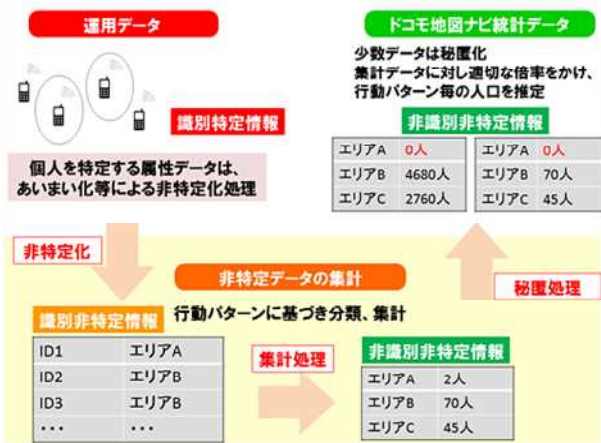 運用データ
識別特定情報
個人を特定する属性データは、
あいまい化等による非特定化処理
ドコモ地図ナビ統計データ
少数データは秘匿化
集計データに対し適切な倍率をかけ、
行動パターン毎の人口を推定
非識別非特定情報
エリアA 0人
エリアB 4680人
エリアC 2760人
エリアA 0人
エリアB 70人
エリアC 45人
非特定化
非特定データの集計
秘匿処理
識別非特定情報
行動パターンに基づき分類、集計
ID1 エリアA
ID2 エリアB
ID3 エリアB
・・・ ・・・
集計処理
非識別非特定情報
エリアA 2人
エリアB 70人
エリアC 45人